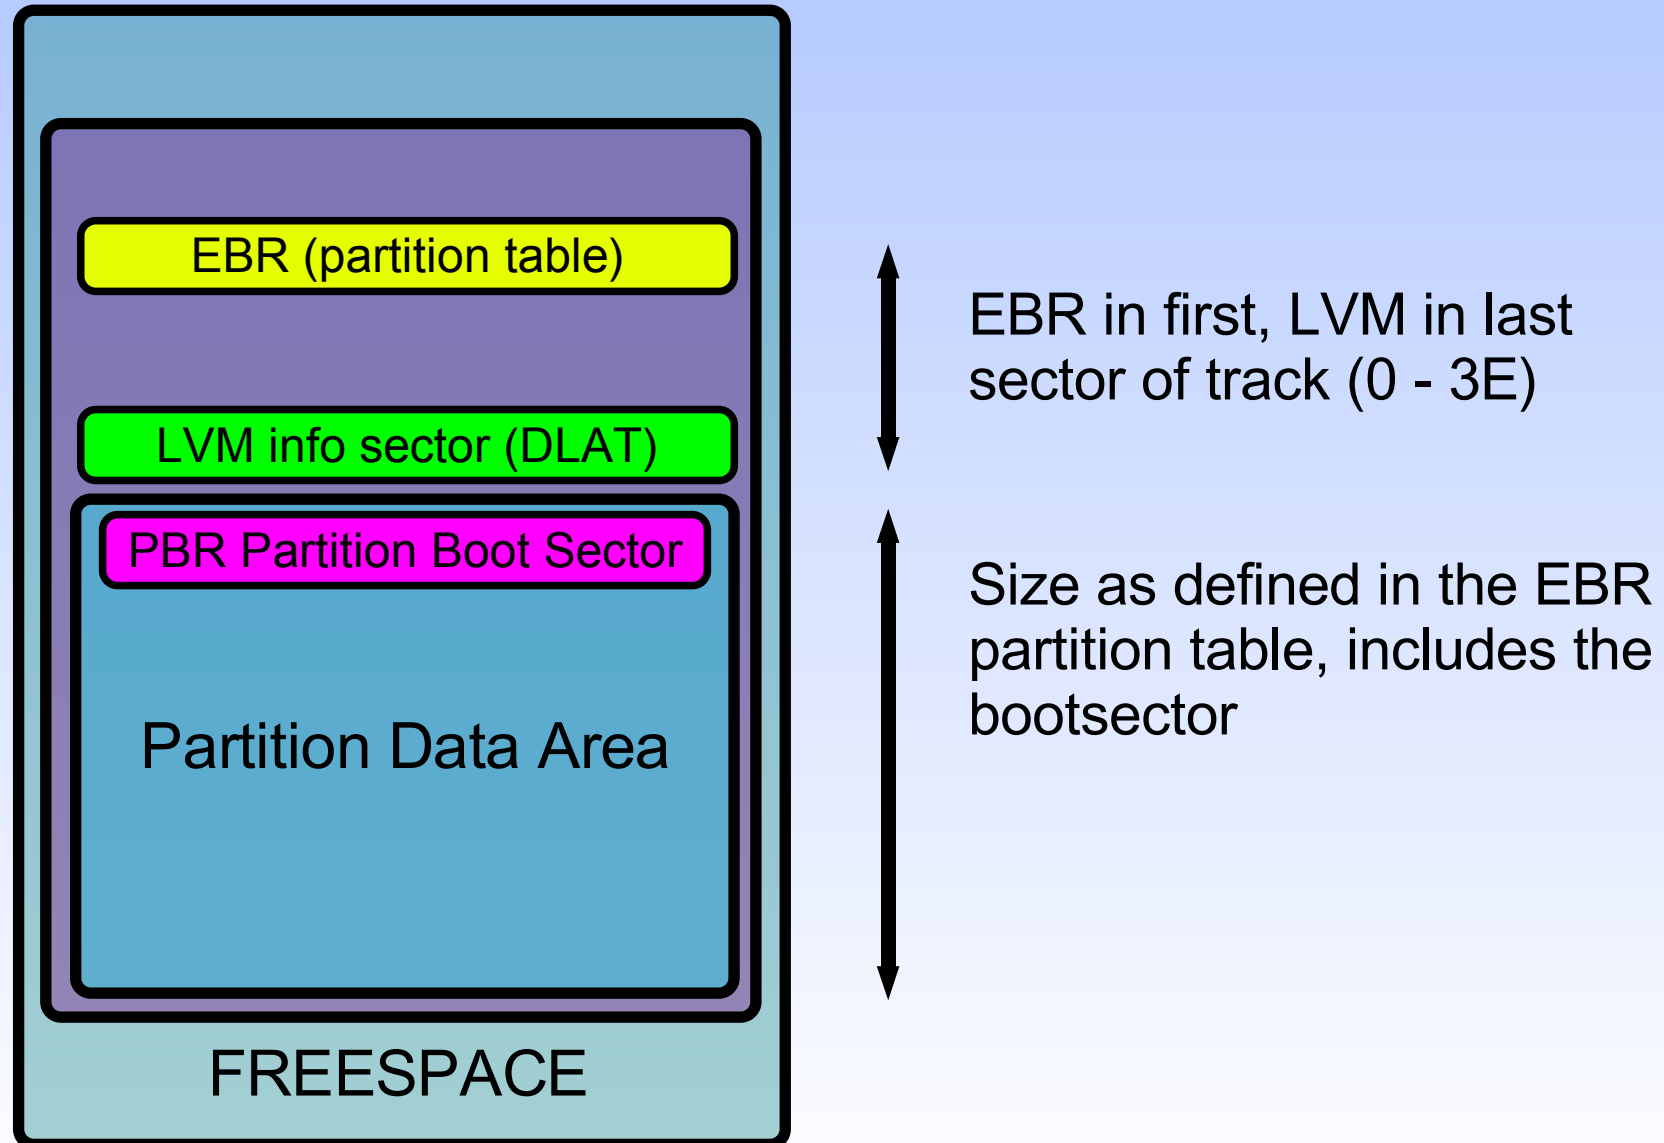 EBR (partition table)
EBR in first, LVM in last
sector of track (0 - 3E)
LVM info sector (DLAT)
PBR Partition Boot Sector
Size as defined in the EBR
partition table, includes the
bootsector
Partition Data Area
FREESPACE